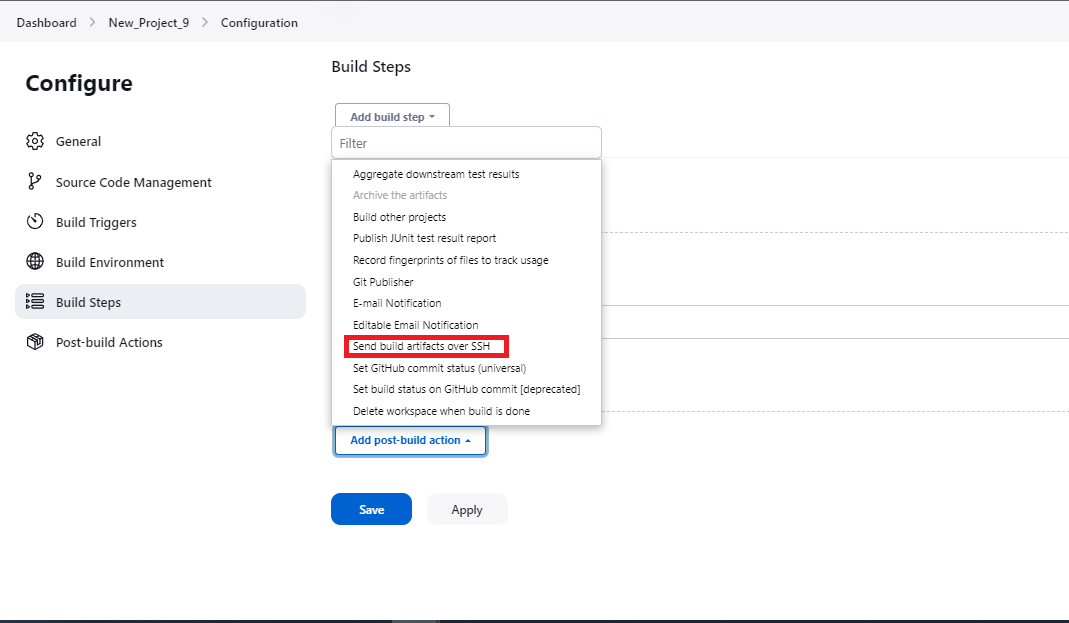 Dashboard > New_Project_9 > Configuration
Configure
General
Source Code Management
Build Triggers
Build Environment
Build Steps
Post-build Actions
Build Steps
Add build step
Filter
Aggregate downstream test results
Archive the artifacts
Build other projects
Publish JUnit test result report
Record fingerprints of files to track usage
Git Publisher
E-mail Notification
Editable Email Notification
Send build artifacts over SSH
Set GitHub commit status (universal)
Set build status on GitHub commit [deprecated]
Delete workspace when build is done
Add post-build action
Save
Apply